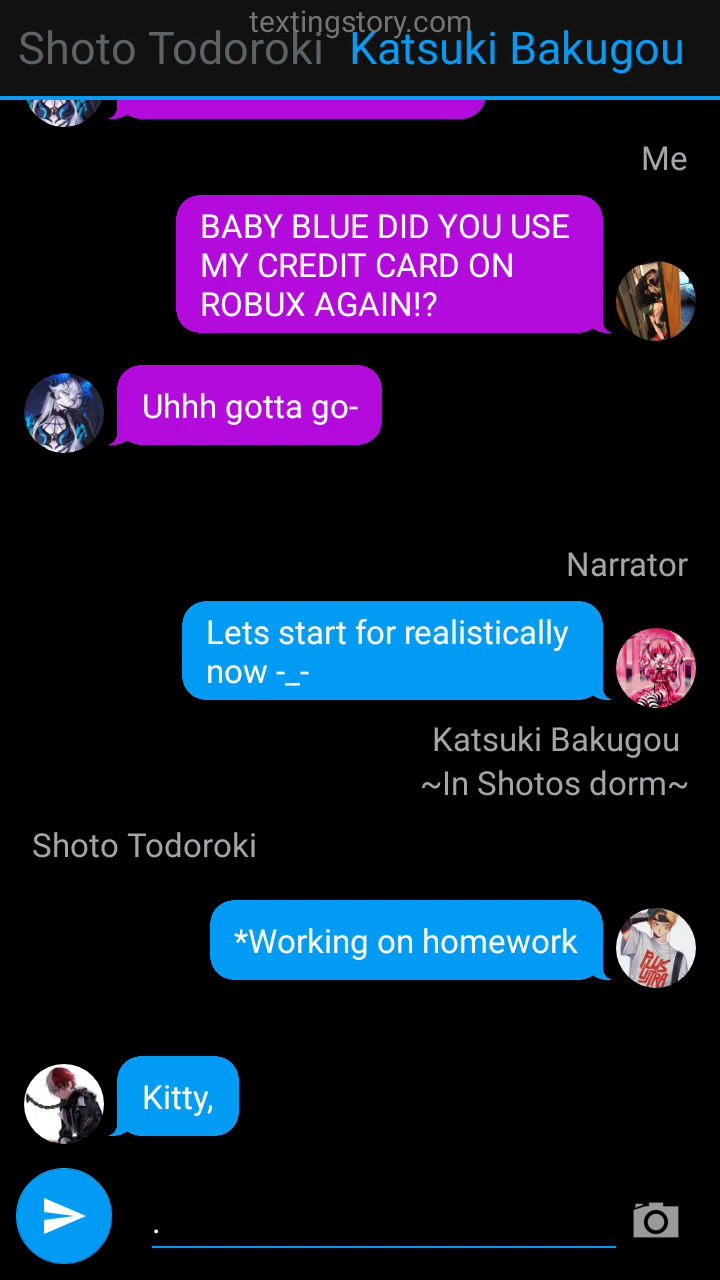 textingstory.com
Shoto Todoroki Katsuki Bakugou
Me
BABY BLUE DID YOU USE
MY CREDIT CARD ON
ROBUX AGAIN!?
Uhhh gotta go-
Narrator
Lets start for realistically
now -_-
Katsuki Bakugou
~In Shotos dorm~
Shoto Todoroki
*Working on homework
PLUS
ULTRA
Kitty,
.